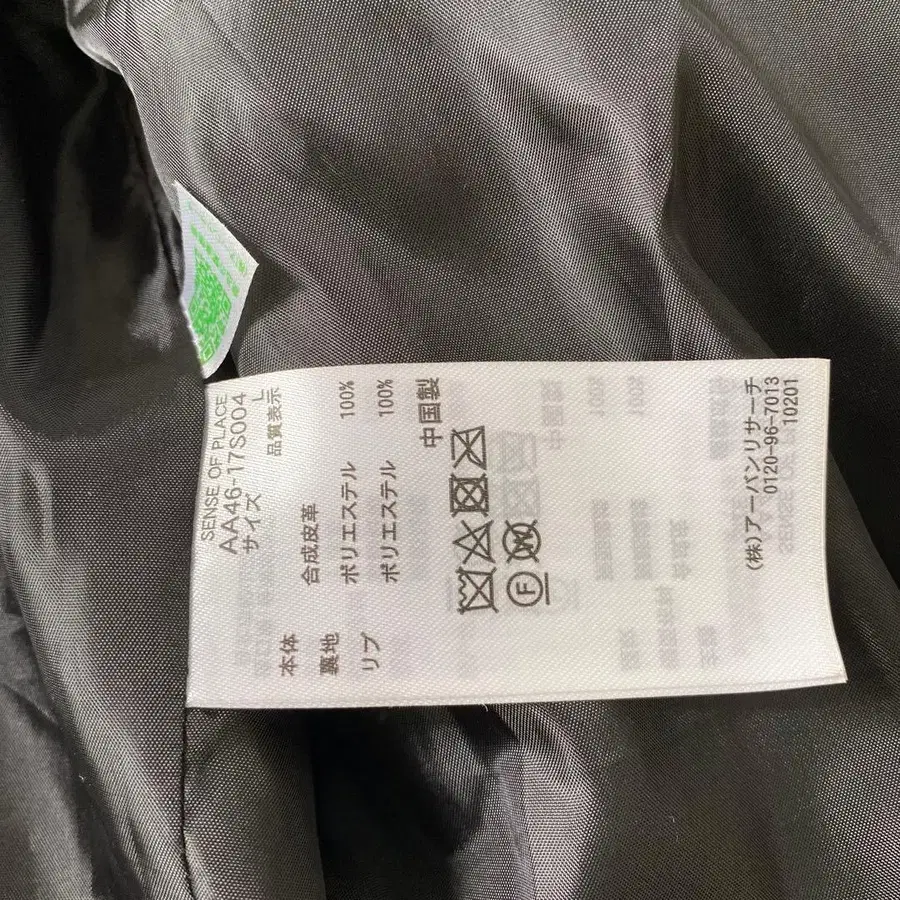 SENSE OF PLACE
AA46-17S004
サイズ L
品質表示
本体 合成皮革
裏地 ポリエステル 100%
リブ ポリエステル 100%
中国製
F
W
(株)アーバンリサーチ
0120-96-7013
10201